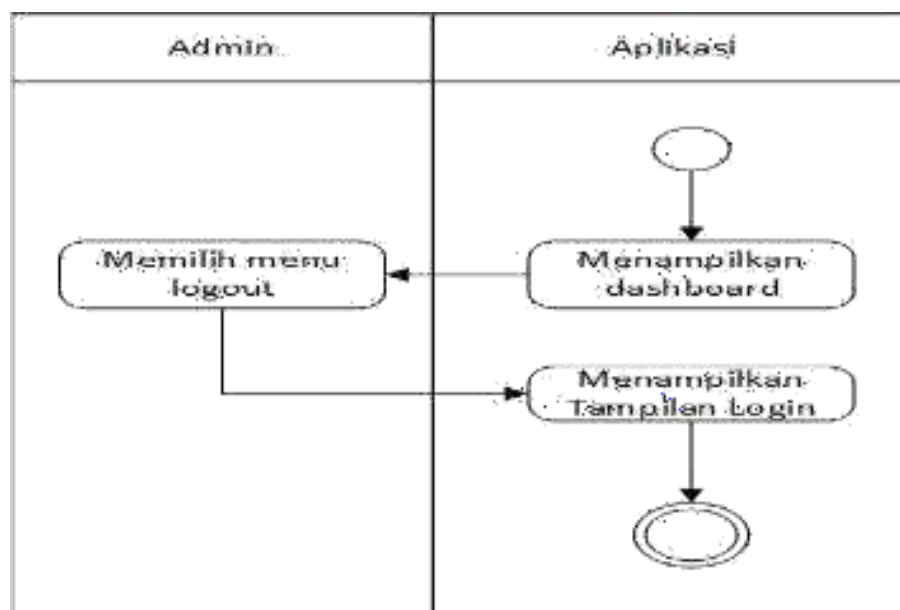 Admin
Aplikasi
Memilih menu
logout
Menampilkan
dashboard
Menampilkan
Tampilan Login